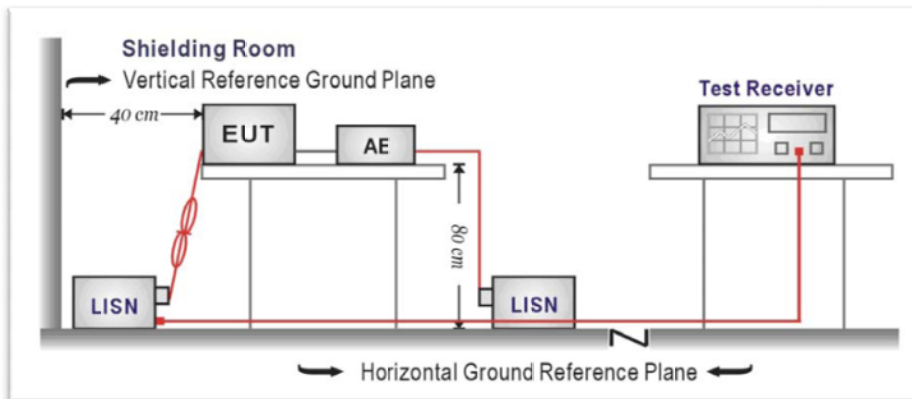 Shielding Room
Vertical Reference Ground Plane
Test Receiver
40 cm
EUT
AE
80 cm
LISN
LISN
Horizontal Ground Reference Plane